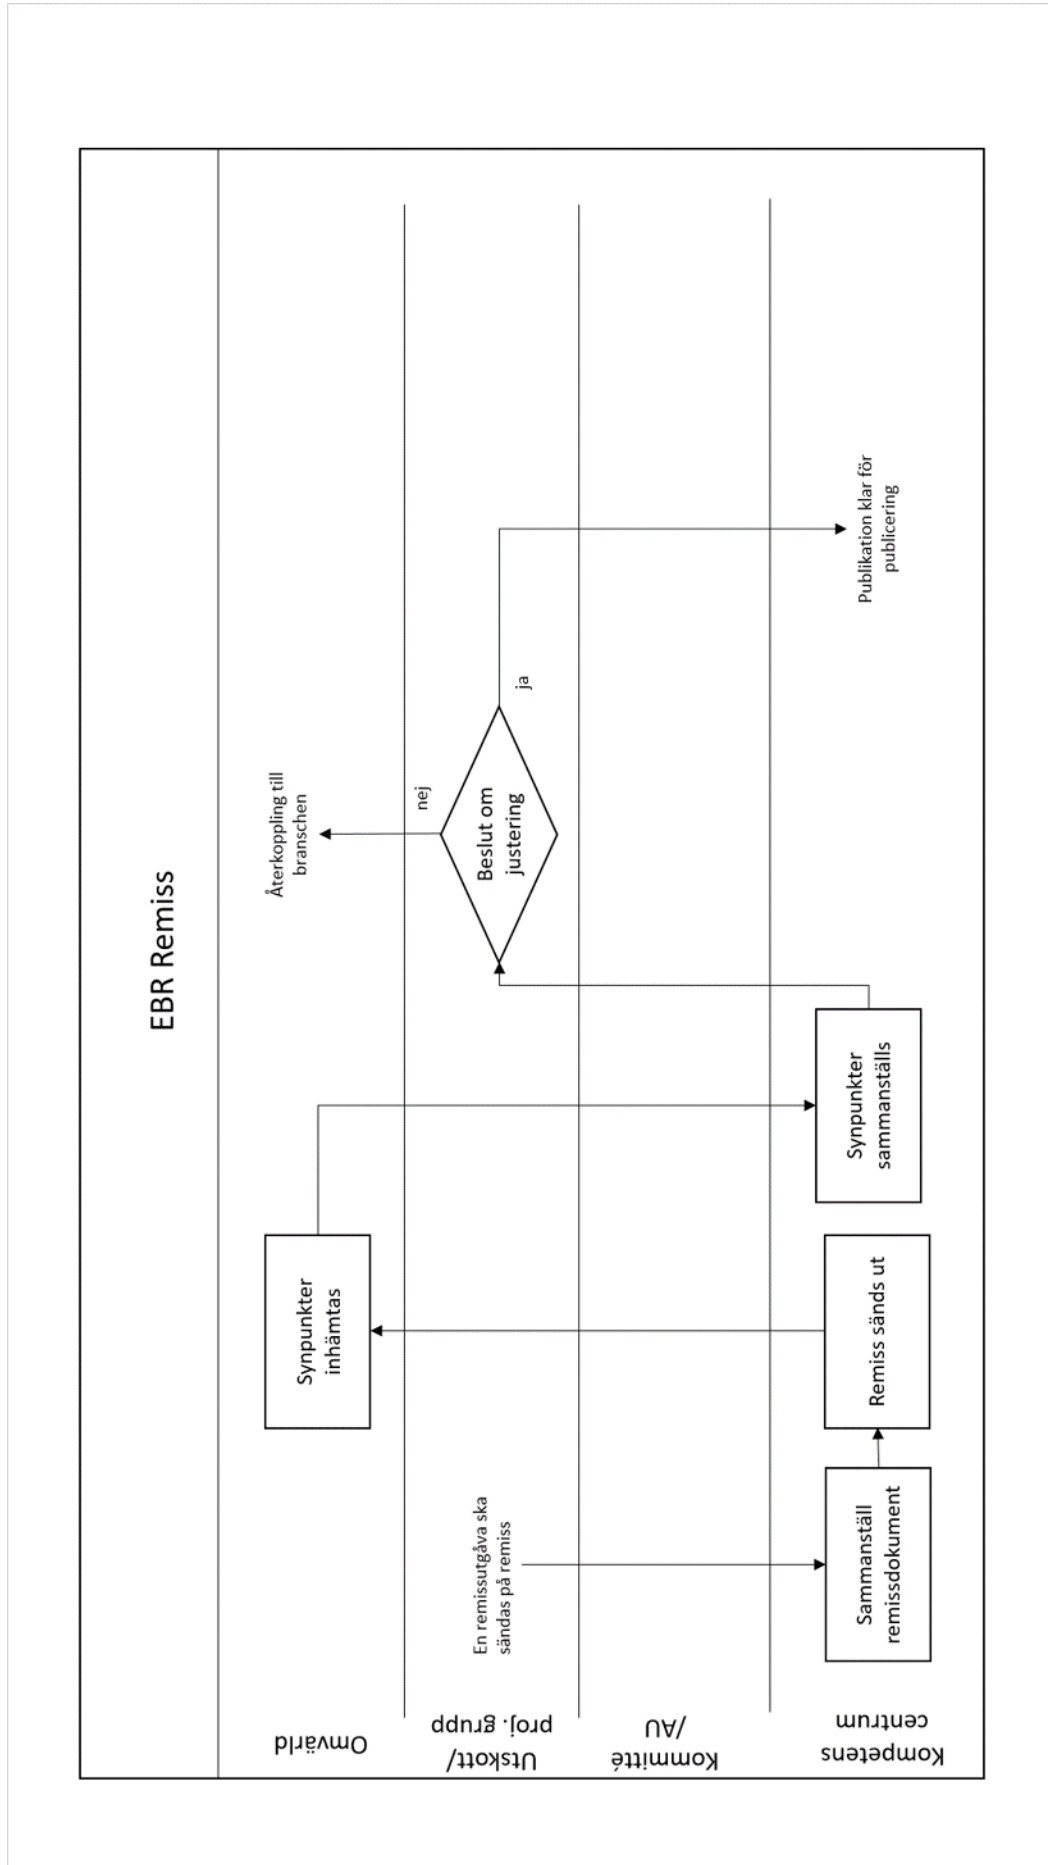 EBR Remiss
Omvärld
Synpunkter
inhämtas
Återkoppling till
branschen
Utskott/
proj. grupp
En remissutgåva ska
sändas på remiss
Beslut om
justering
nej
ja
Kommitté
/AU
Kompetens
centrum
Sammanställ
remissdokument
Remiss sänds ut
Synpunkter
sammanställs
Publikation klar för
publicering